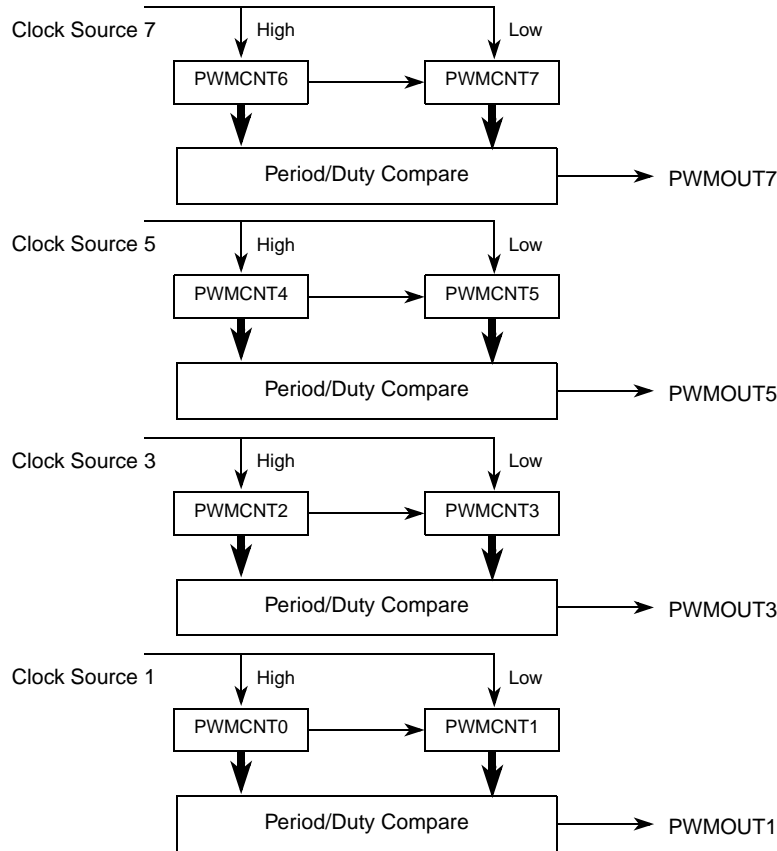 Clock Source 7
High
Low
PWMCNT6
PWMCNT7
Period/Duty Compare
PWMOUT7
Clock Source 5
High
Low
PWMCNT4
PWMCNT5
Period/Duty Compare
PWMOUT5
Clock Source 3
High
Low
PWMCNT2
PWMCNT3
Period/Duty Compare
PWMOUT3
Clock Source 1
High
Low
PWMCNT0
PWMCNT1
Period/Duty Compare
PWMOUT1